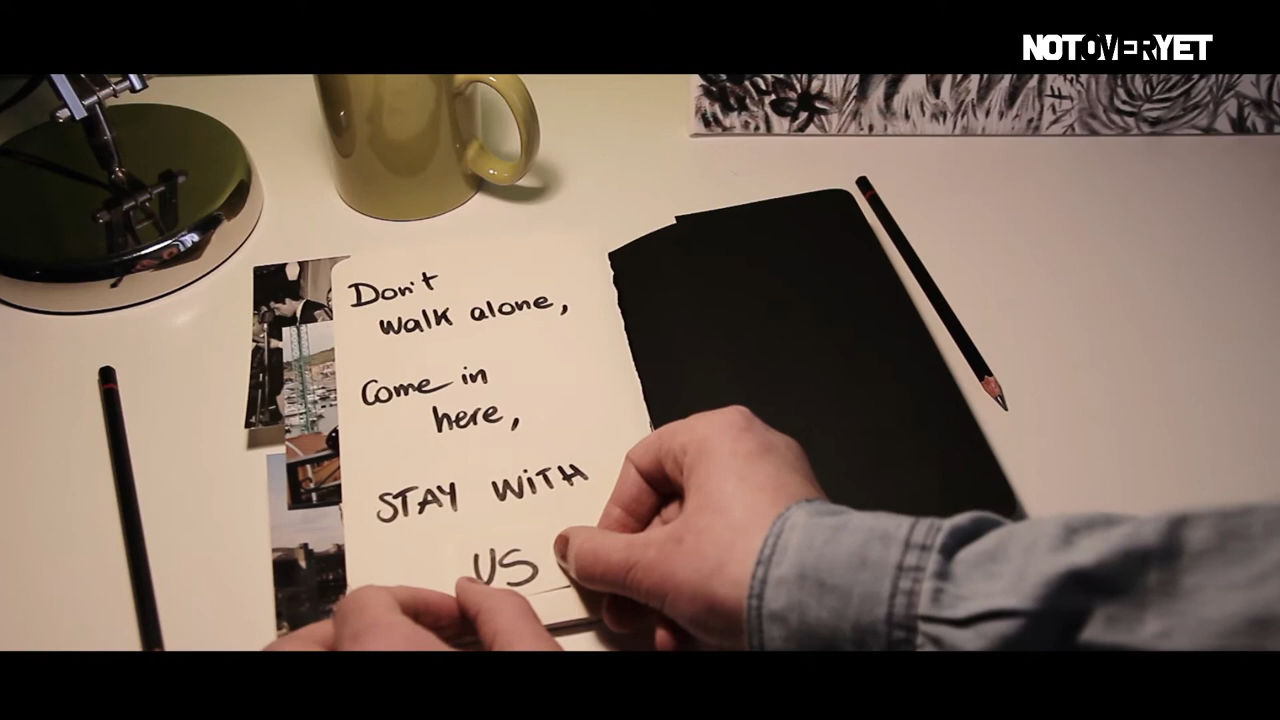 NOTOVERYET
Don't
walk alone,
Come in
here,
STAY WiTH
US